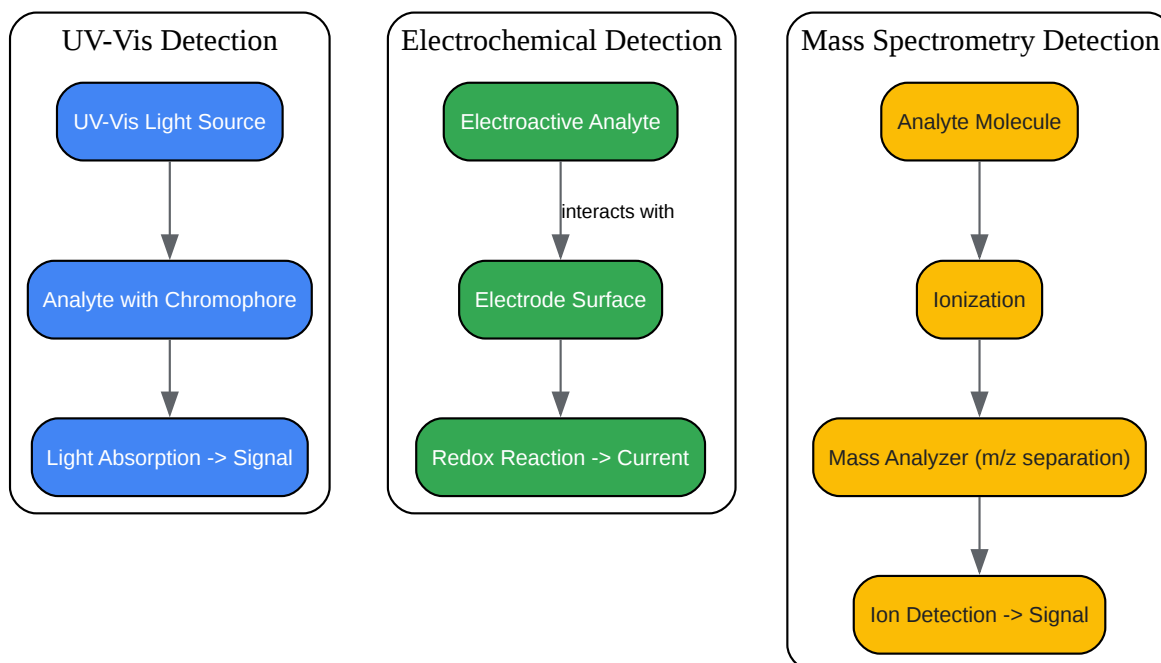 UV-Vis Detection
UV-Vis Light Source
Analyte with Chromophore
Light Absorption -> Signal
Electrochemical Detection
Electroactive Analyte
interacts with
Electrode Surface
Redox Reaction -> Current
Mass Spectrometry Detection
Analyte Molecule
Ionization
Mass Analyzer (m/z separation)
Ion Detection -> Signal